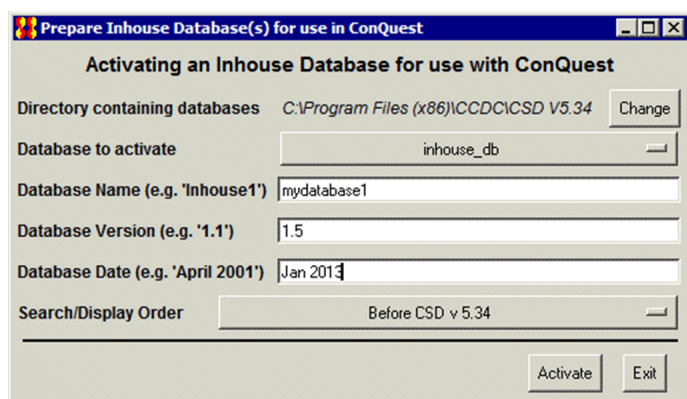 Prepare Inhouse Database(s) for use in ConQuest
Activating an Inhouse Database for use with ConQuest
Directory containing databases C:\Program Files (x86)\CCDC\CSD V5.34 Change
Database to activate inhouse_db
Database Name (e.g. 'Inhouse1') mydatabase1
Database Version (e.g. '1.1') 1.5
Database Date (e.g. 'April 2001') Jan 2013
Search/Display Order Before CSD v 5.34
Activate Exit